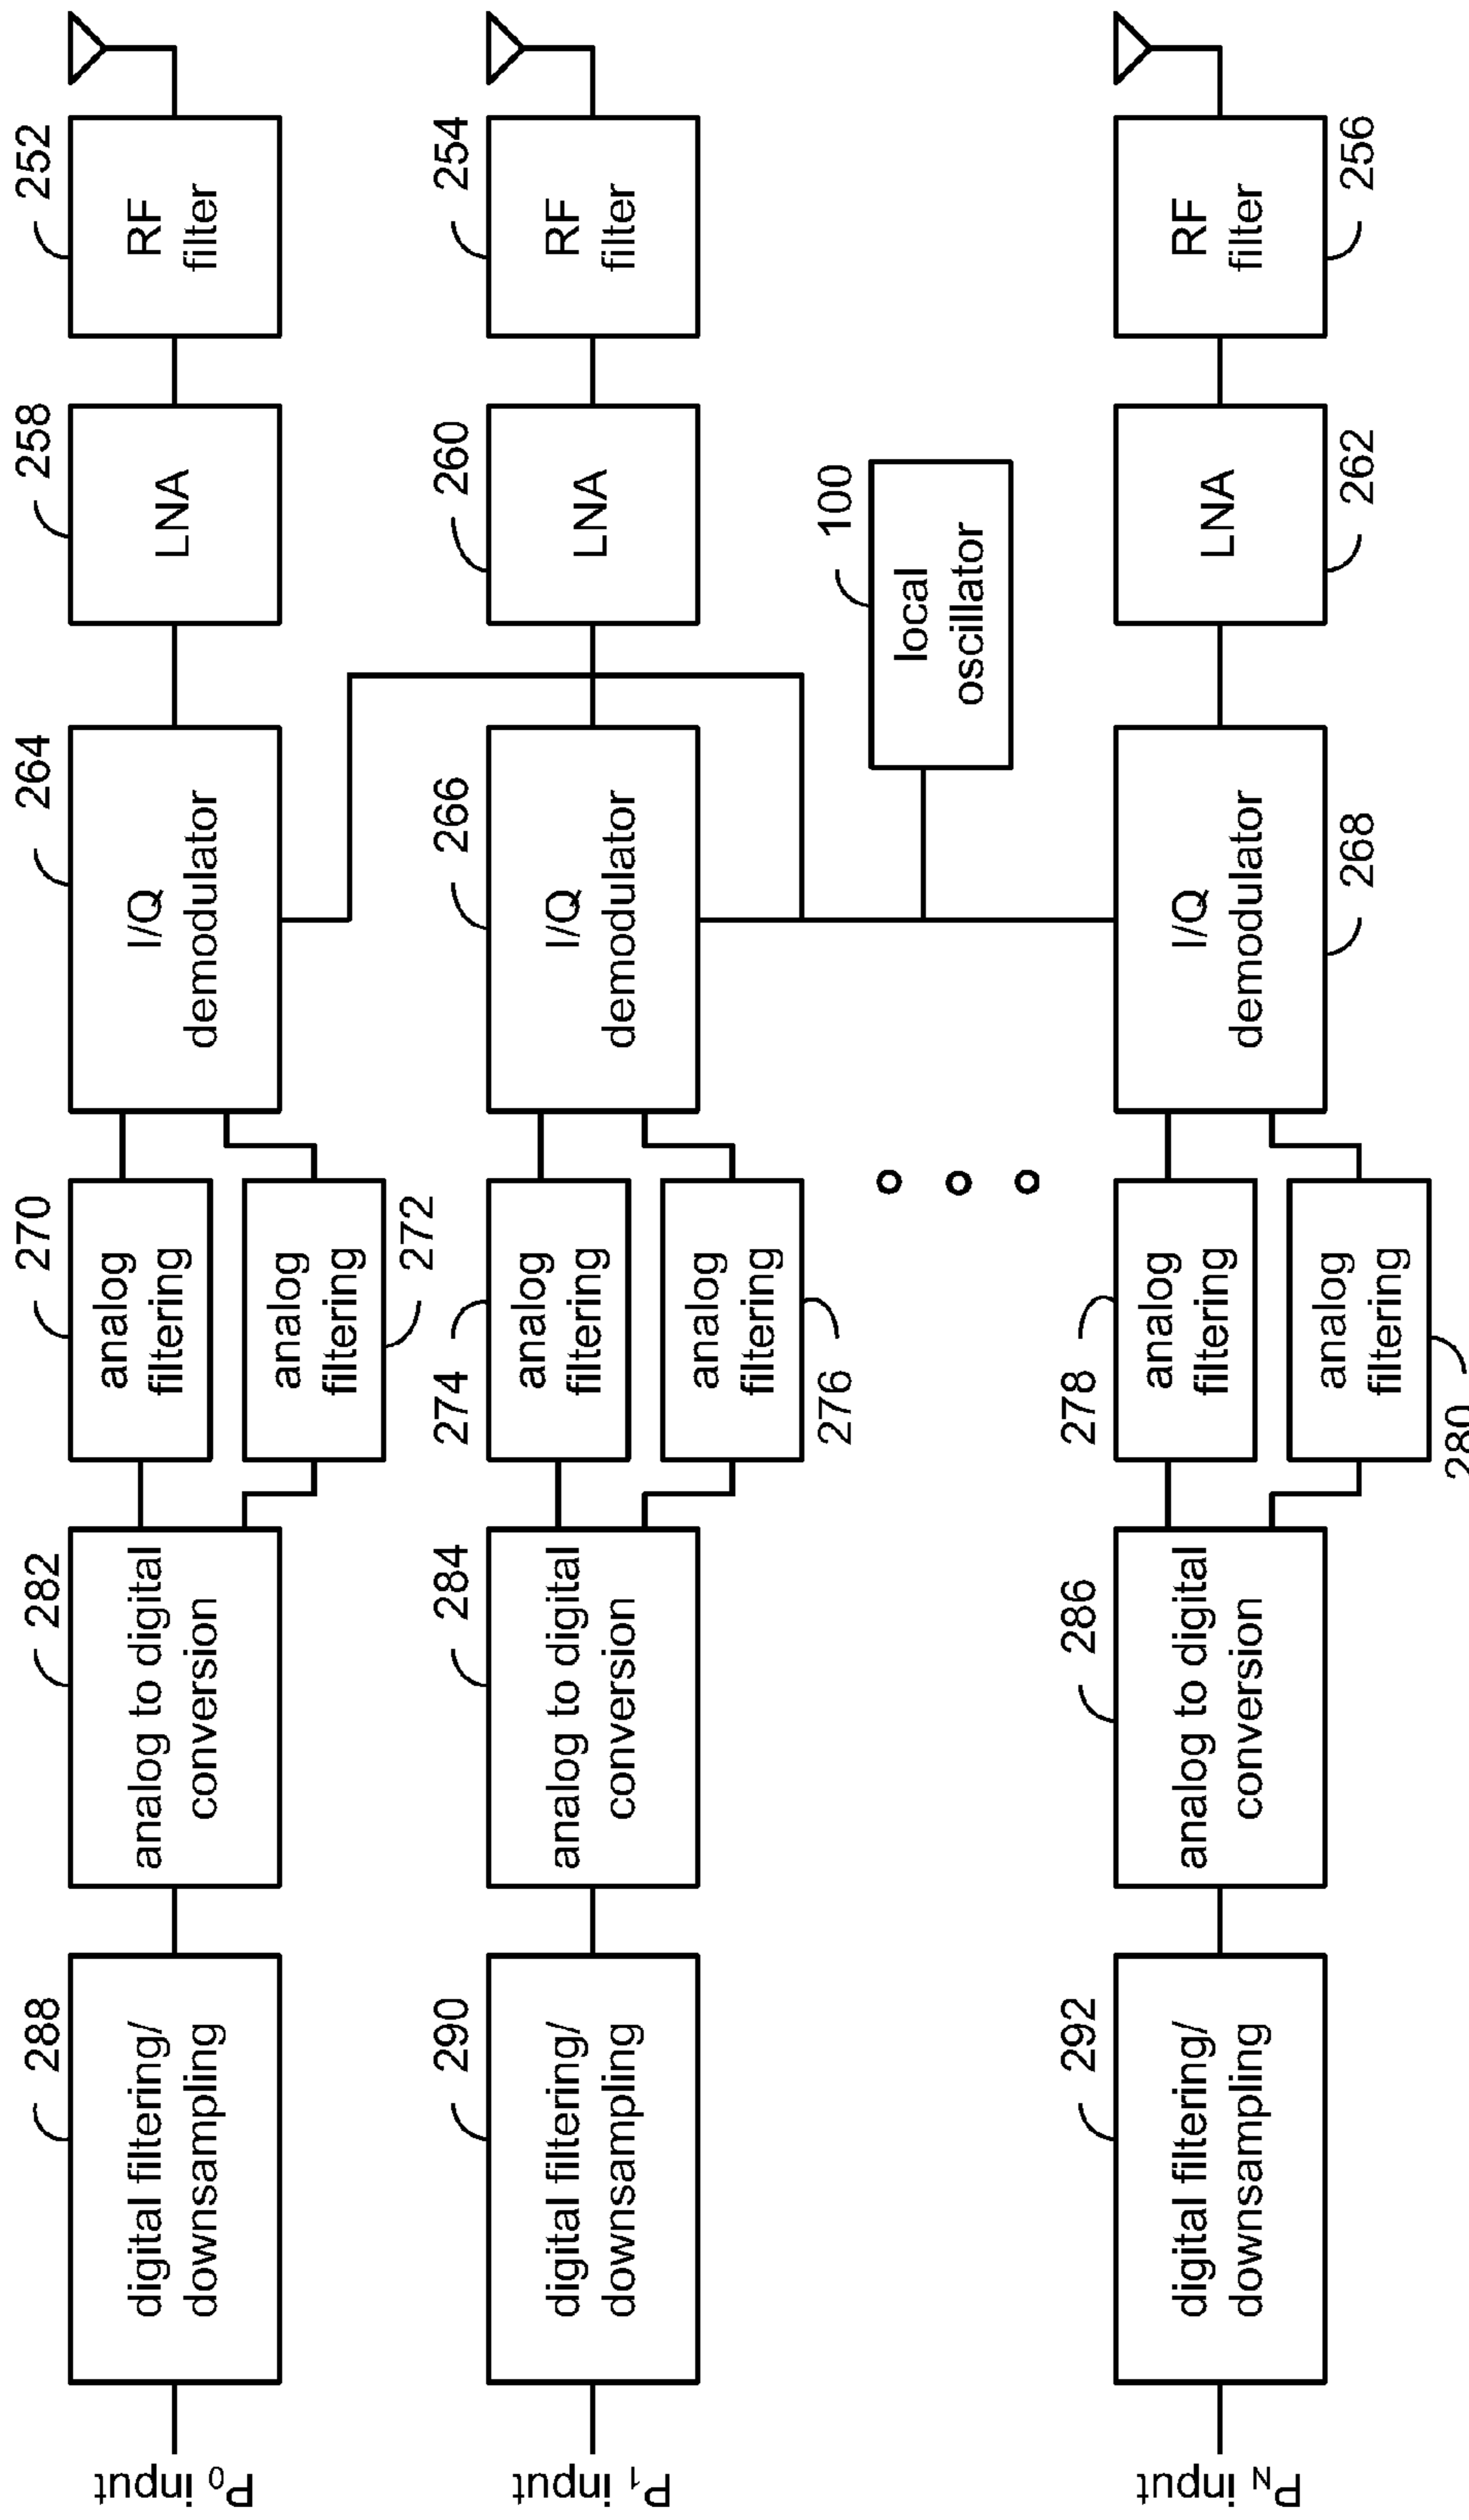 P0 input
288
digital filtering/
downsampling
282
analog to digital
conversion
270
analog
filtering
analog
filtering
272
264
I/Q
demodulator
258
LNA
252
RF
filter
P1 input
290
digital filtering/
downsampling
284
analog to digital
conversion
274
analog
filtering
analog
filtering
276
266
I/Q
demodulator
260
LNA
254
RF
filter
100
local
oscillator
PN input
292
digital filtering/
downsampling
286
analog to digital
conversion
278
analog
filtering
analog
filtering
280
I/Q
demodulator
268
LNA
262
RF
filter
256